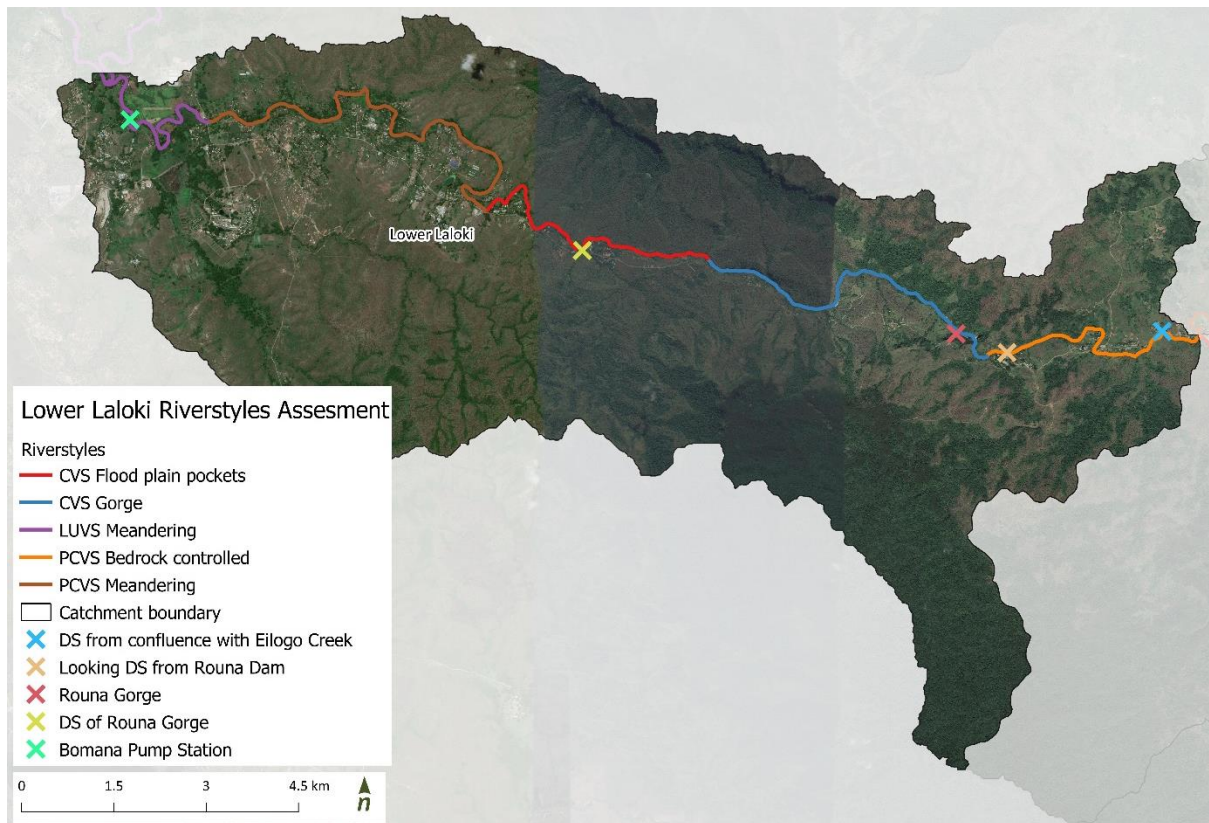 Lower Laloki
Lower Laloki Riverstyles Assesment
Riverstyles
CVS Flood plain pockets
CVS Gorge
LUVS Meandering
PCVS Bedrock controlled
PCVS Meandering
Catchment boundary
DS from confluence with Eilogo Creek
Looking DS from Rouna Dam
Rouna Gorge
DS of Rouna Gorge
Bomana Pump Station
0 1.5 3 4.5 km
n